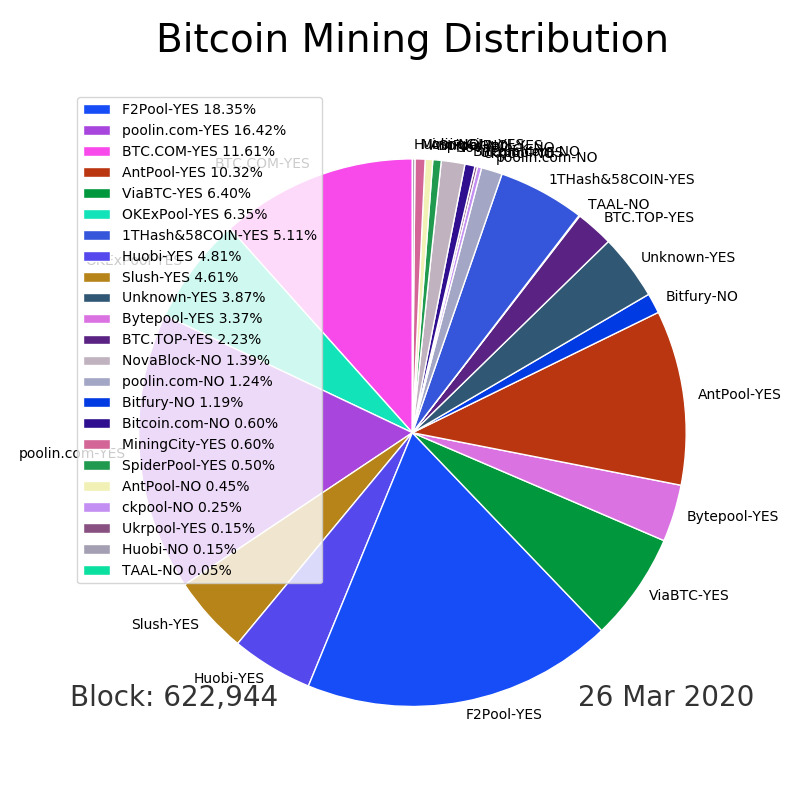 Bitcoin Mining Distribution
F2Pool-YES 18.35%
poolin.com-YES 16.42%
BTC.COM-YES 11.61%
AntPool-YES 10.32%
ViaBTC-YES 6.40%
OKExPool-YES 6.35%
1THash&58COIN-YES 5.11%
Huobi-YES 4.81%
Slush-YES 4.61%
Unknown-YES 3.87%
Bytepool-YES 3.37%
BTC.TOP-YES 2.23%
NovaBlock-NO 1.39%
poolin.com-NO 1.24%
Bitfury-NO 1.19%
Bitcoin.com-NO 0.60%
MiningCity-YES 0.60%
SpiderPool-YES 0.50%
AntPool-NO 0.45%
ckpool-NO 0.25%
Ukrpool-YES 0.15%
Huobi-NO 0.15%
TAAL-NO 0.05%
BTC.COM-YES
poolin.com-YES
Slush-YES
Huobi-YES
F2Pool-YES
ViaBTC-YES
Bytepool-YES
AntPool-YES
Bitfury-NO
Unknown-YES
BTC.TOP-YES
TAAL-NO
1THash&58COIN-YES
poolin.com-NO
Block: 622,944
26 Mar 2020